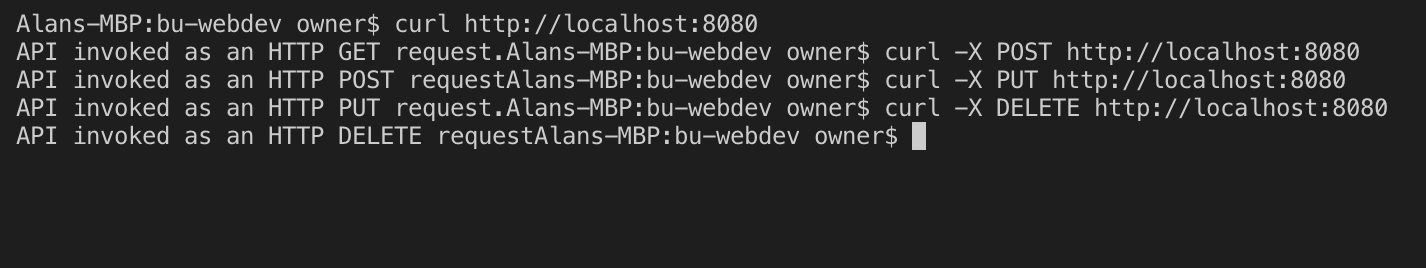 Alans-MBP:bu-webdev owner$ curl http://localhost:8080
API invoked as an HTTP GET request.Alans-MBP:bu-webdev owner$ curl -X POST http://localhost:8080
API invoked as an HTTP POST requestAlans-MBP:bu-webdev owner$ curl -X PUT http://localhost:8080
API invoked as an HTTP PUT request.Alans-MBP:bu-webdev owner$ curl -X DELETE http://localhost:8080
API invoked as an HTTP DELETE requestAlans-MBP:bu-webdev owner$